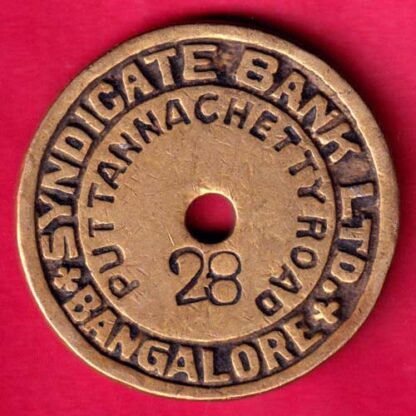 SYNDICATE BANK LTD.
PUTTANNACHETTY ROAD
28
BANGALORE